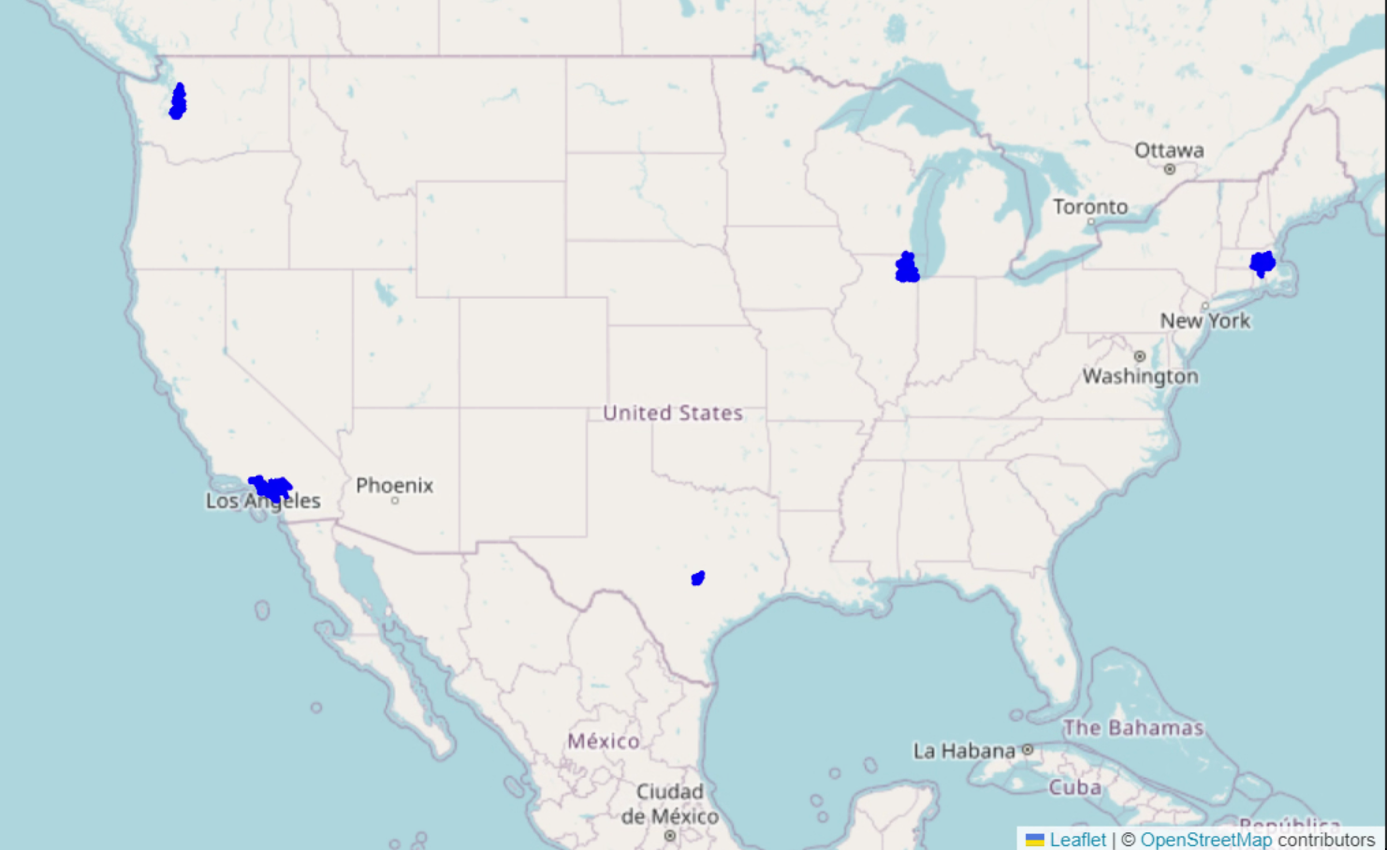 Ottawa
Toronto
New York
Washington
United States
Phoenix
Los Angeles
The Bahamas
La Habana
México
Cuba
Ciudad
de México
República
Leaflet | © OpenStreetMap contributors